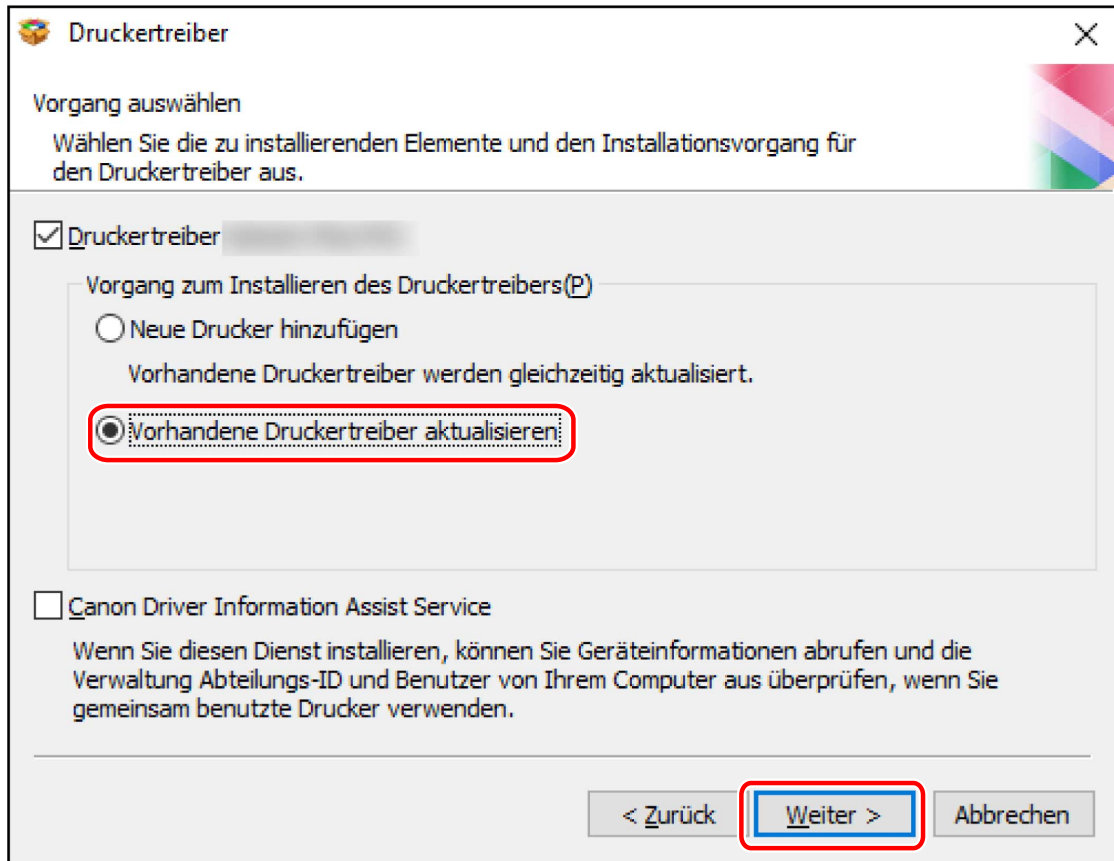 Druckertreiber
Vorgang auswählen
Wählen Sie die zu installierenden Elemente und den Installationsvorgang für
den Druckertreiber aus.
Druckertreiber
Vorgang zum Installieren des Druckertreibers(P)
Neue Drucker hinzufügen
Vorhandene Druckertreiber werden gleichzeitig aktualisiert.
Vorhandene Druckertreiber aktualisieren
Canon Driver Information Assist Service
Wenn Sie diesen Dienst installieren, können Sie Geräteinformationen abrufen und die
Verwaltung Abteilungs-ID und Benutzer von Ihrem Computer aus überprüfen, wenn Sie
gemeinsam benutzte Drucker verwenden.
< Zurück Weiter > Abbrechen